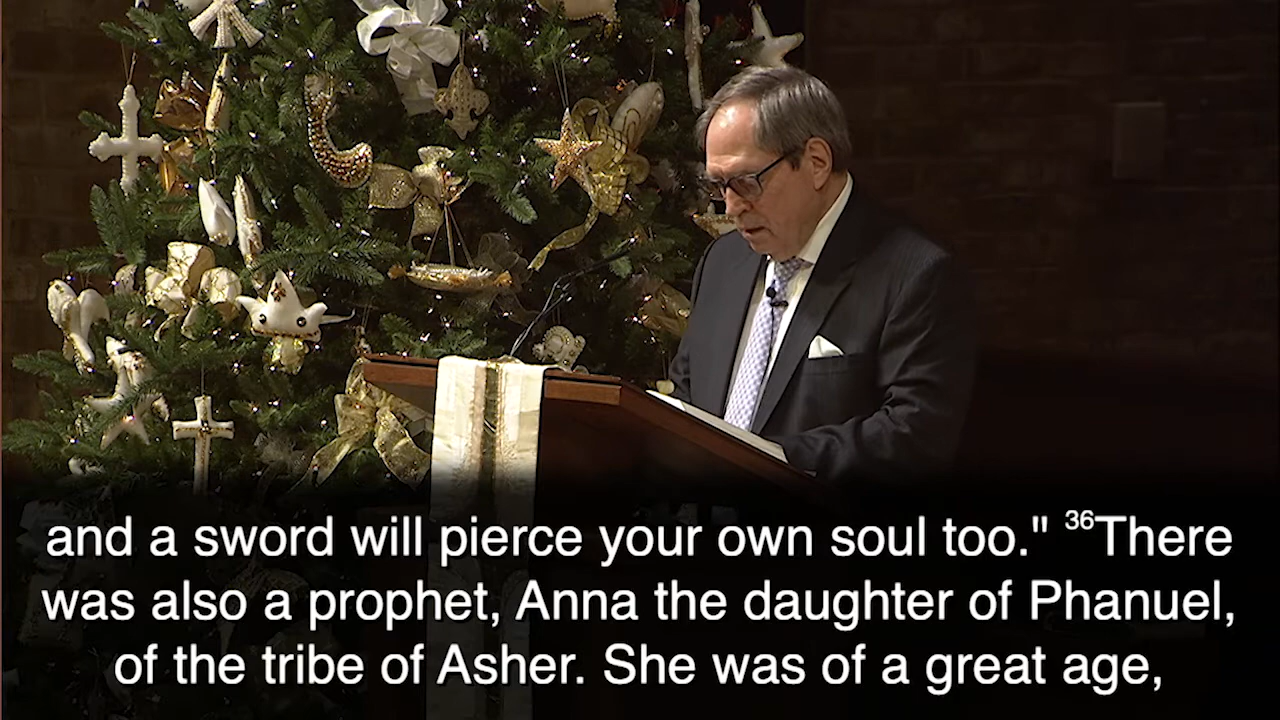 and a sword will pierce your own soul too." ³⁶There
was also a prophet, Anna the daughter of Phanuel,
of the tribe of Asher. She was of a great age,